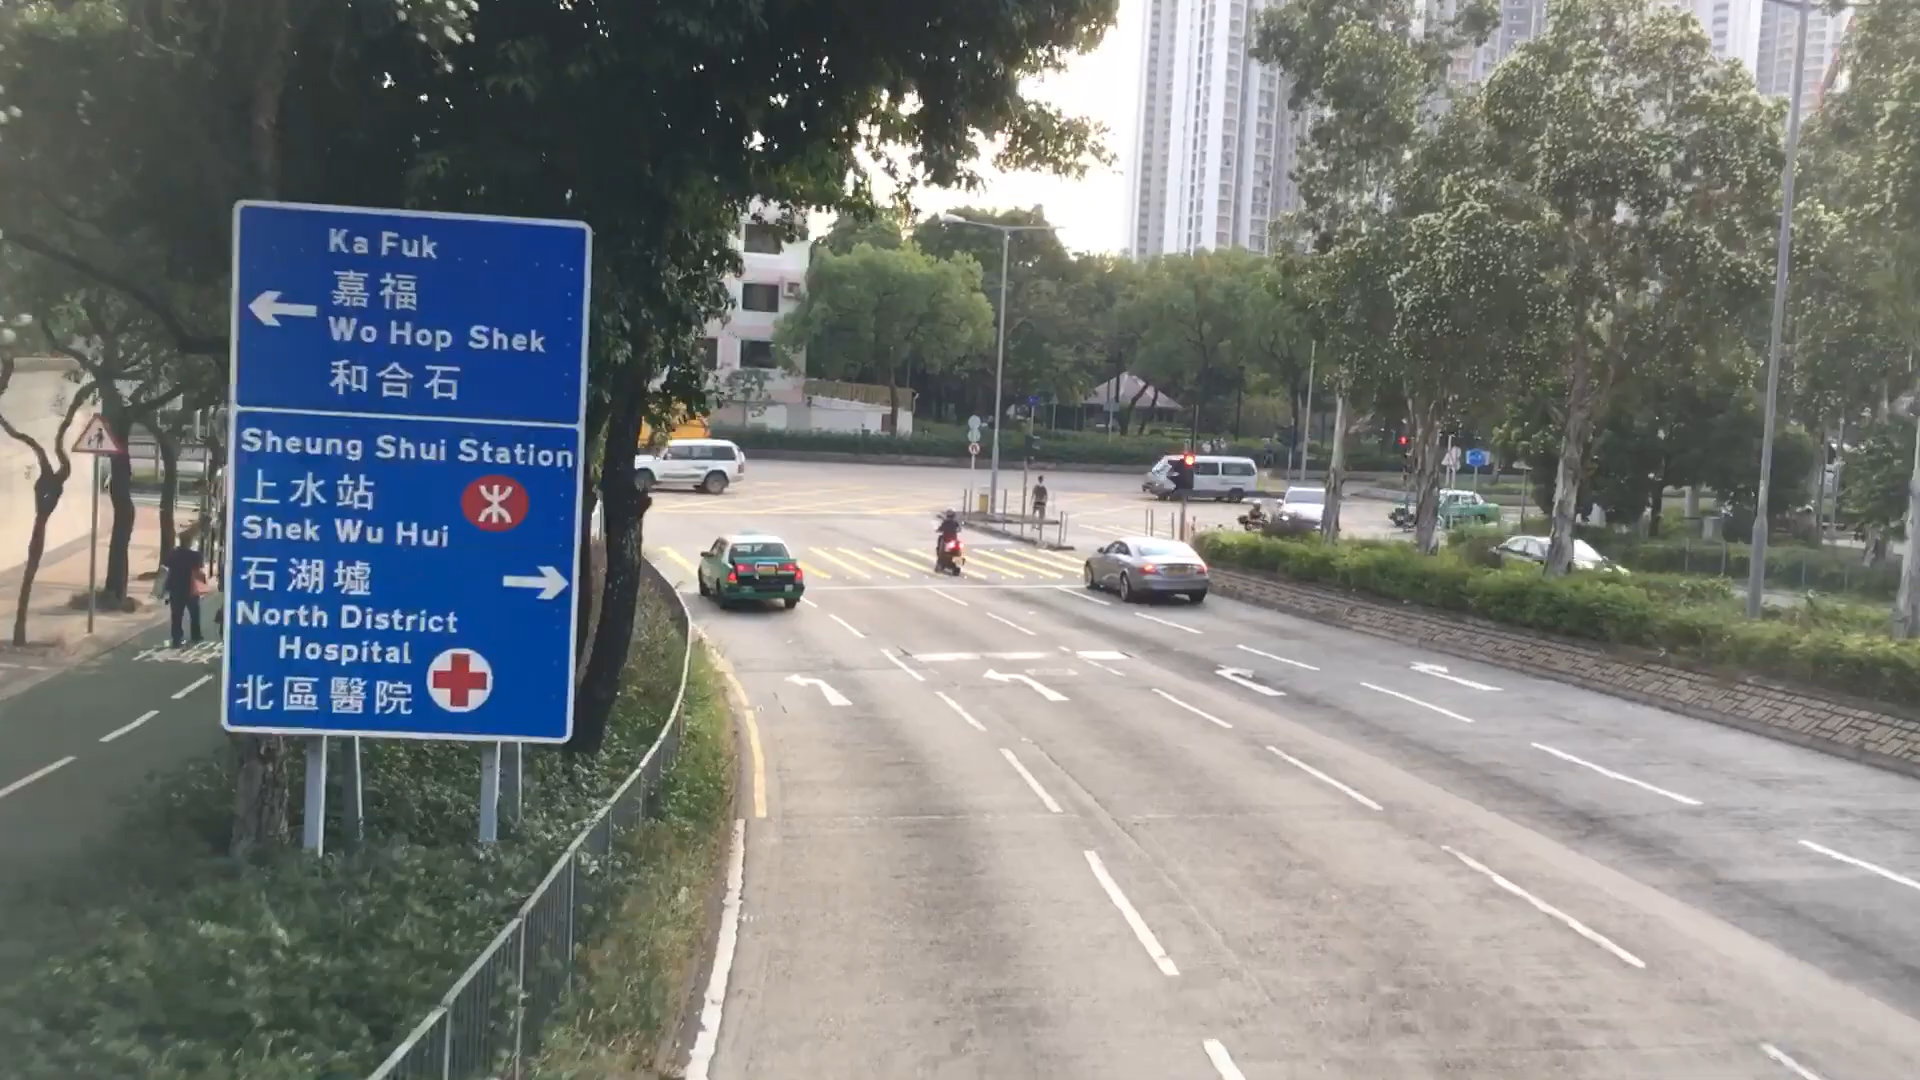 Ka Fuk
嘉福
Wo Hop Shek
和合石
Sheung Shui Station
上水站
Shek Wu Hui
石湖墟
North District
Hospital
北區醫院